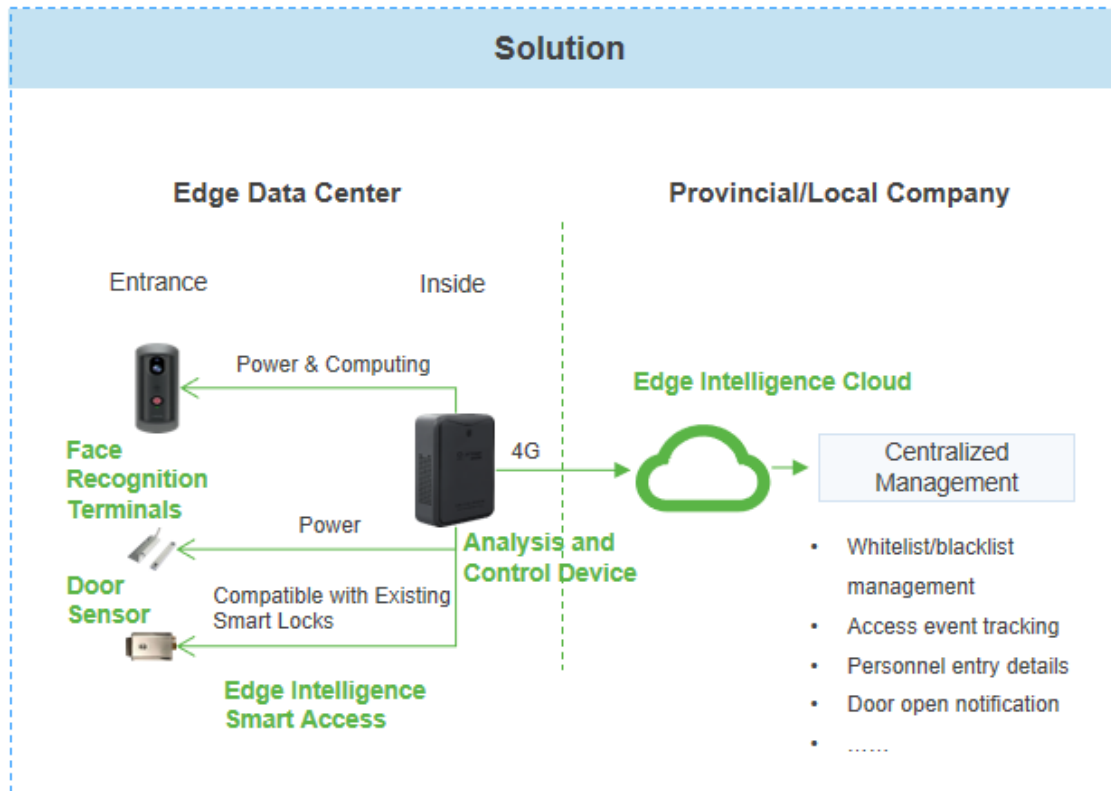 Solution
Edge Data Center
Provincial/Local Company
Entrance
Inside
Power & Computing
Face
Recognition
Terminals
4G
Edge Intelligence Cloud
Centralized
Management
Power
Analysis and
Control Device
Door
Sensor
Compatible with Existing
Smart Locks
Edge Intelligence
Smart Access
• Whitelist/blacklist
management
• Access event tracking
• Personnel entry details
• Door open notification
• ……